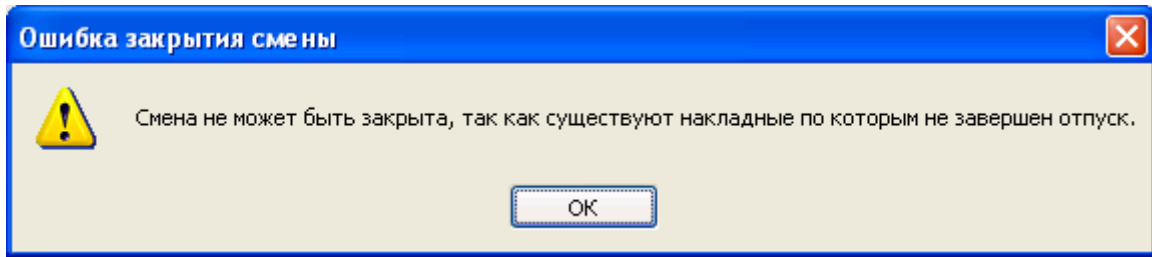 Ошибка закрытия смены
Смена не может быть закрыта, так как существуют накладные по которым не завершен отпуск.
OK